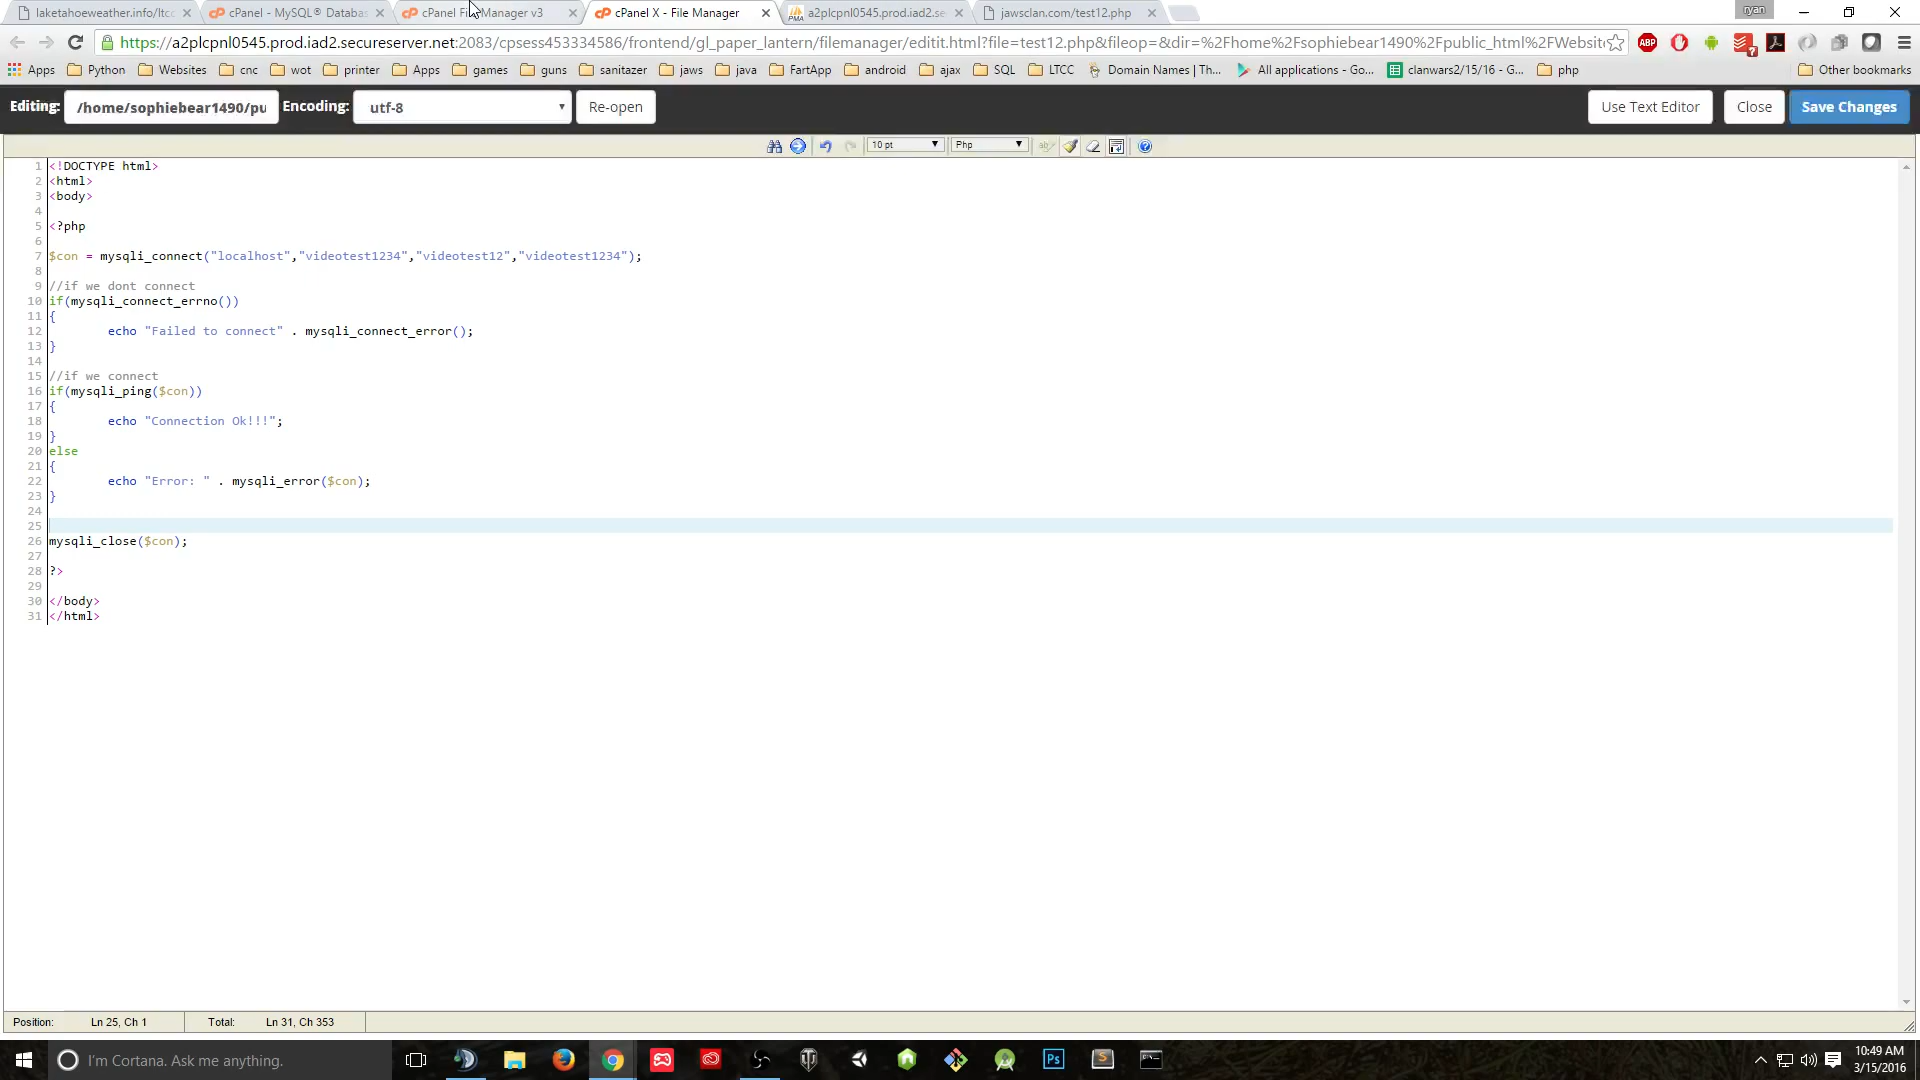 laketahoeweather.info/ltcc
cPanel - MySQL® Databas
cPanel File Manager v3
cPanel X - File Manager
a2plcpnl0545.prod.iad2.se
jawsclan.com/test12.php
ryan
https://a2plcpnl0545.prod.iad2.secureserver.net:2083/cpsess453334586/frontend/gl_paper_lantern/filemanager/editit.html?file=test12.php&fileop=&dir=%2Fhome%2Fsophiebear1490%2Fpublic_html%2FWebsite
ABP
7
Apps Python Websites cnc wot printer Apps games guns sanitazer jaws java FartApp android ajax SQL LTCC Domain Names | Th... All applications - Go... clanwars2/15/16 - G... php Other bookmarks
Editing: /home/sophiebear1490/pu Encoding: utf-8 Re-open Use Text Editor Close Save Changes
10 pt Php
1 <!DOCTYPE html>
2 <html>
3 <body>
4
5 <?php
6
7 $con = mysqli_connect("localhost","videotest1234","videotest12","videotest1234");
8
9 //if we dont connect
10 if(mysqli_connect_errno())
11 {
12 echo "Failed to connect" . mysqli_connect_error();
13 }
14
15 //if we connect
16 if(mysqli_ping($con))
17 {
18 echo "Connection Ok!!!";
19 }
20 else
21 {
22 echo "Error: " . mysqli_error($con);
23 }
24
25
26 mysqli_close($con);
27
28 ?>
29
30 </body>
31 </html>
Position: Ln 25, Ch 1 Total: Ln 31, Ch 353
I'm Cortana. Ask me anything.
Ps
S
10:49 AM
3/15/2016